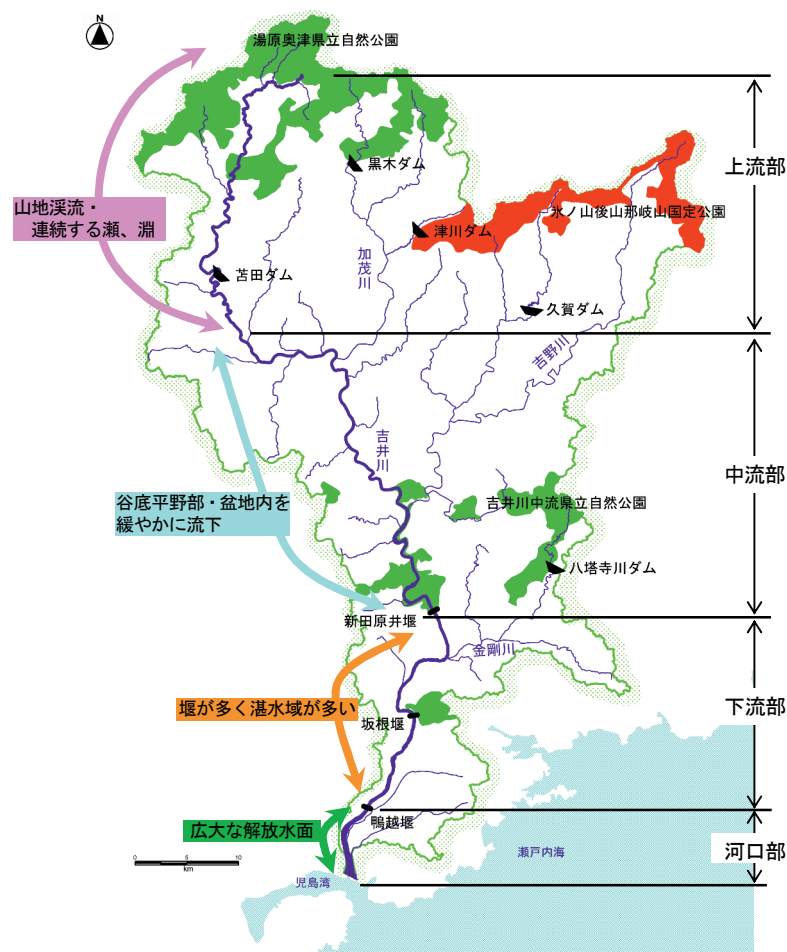 N
湯原奥津県立自然公園
黒木ダム
上流部
山地渓流・
連続する瀬、淵
氷ノ山後山那岐山国定公園
津川ダム
加茂川
苫田ダム
久賀ダム
吉野川
吉井川
中流部
谷底平野部・盆地内を
緩やかに流下
吉井川中流県立自然公園
八塔寺川ダム
新田原井堰
金剛川
堰が多く湛水域が多い
坂根堰
下流部
広大な解放水面
鴨越堰
河口部
瀬戸内海
0 5 10
km
児島湾